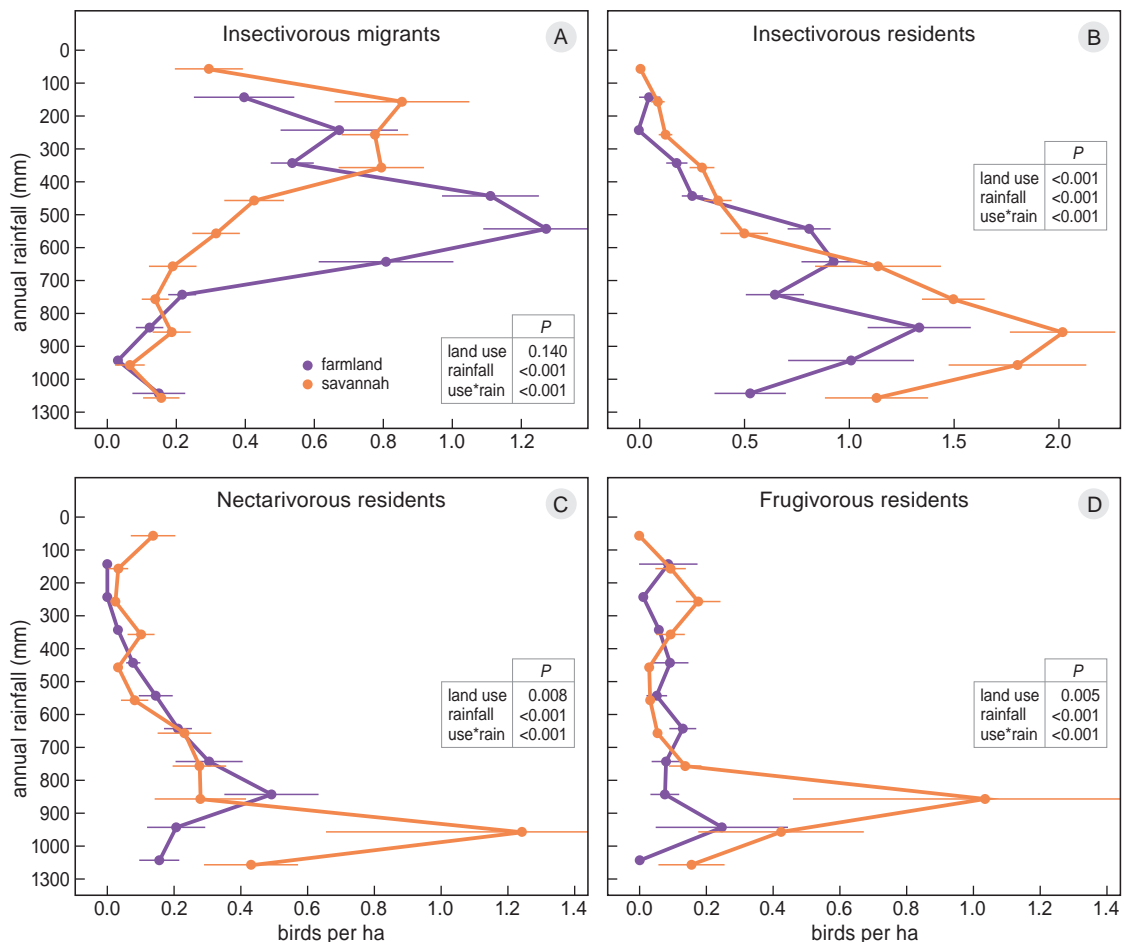 Insectivorous migrants
A
annual rainfall (mm)
0
100
200
300
400
500
600
700
800
900
1000
1300
farmland
savannah
P
land use 0.140
rainfall <0.001
use*rain <0.001
0.0 0.2 0.4 0.6 0.8 1.0 1.2
Insectivorous residents
B
P
land use <0.001
rainfall <0.001
use*rain <0.001
0.0 0.5 1.0 1.5 2.0
Nectarivorous residents
C
annual rainfall (mm)
0
100
200
300
400
500
600
700
800
900
1000
1300
P
land use 0.008
rainfall <0.001
use*rain <0.001
0.0 0.2 0.4 0.6 0.8 1.0 1.2 1.4
birds per ha
Frugivorous residents
D
P
land use 0.005
rainfall <0.001
use*rain <0.001
0.0 0.2 0.4 0.6 0.8 1.0 1.2 1.4
birds per ha